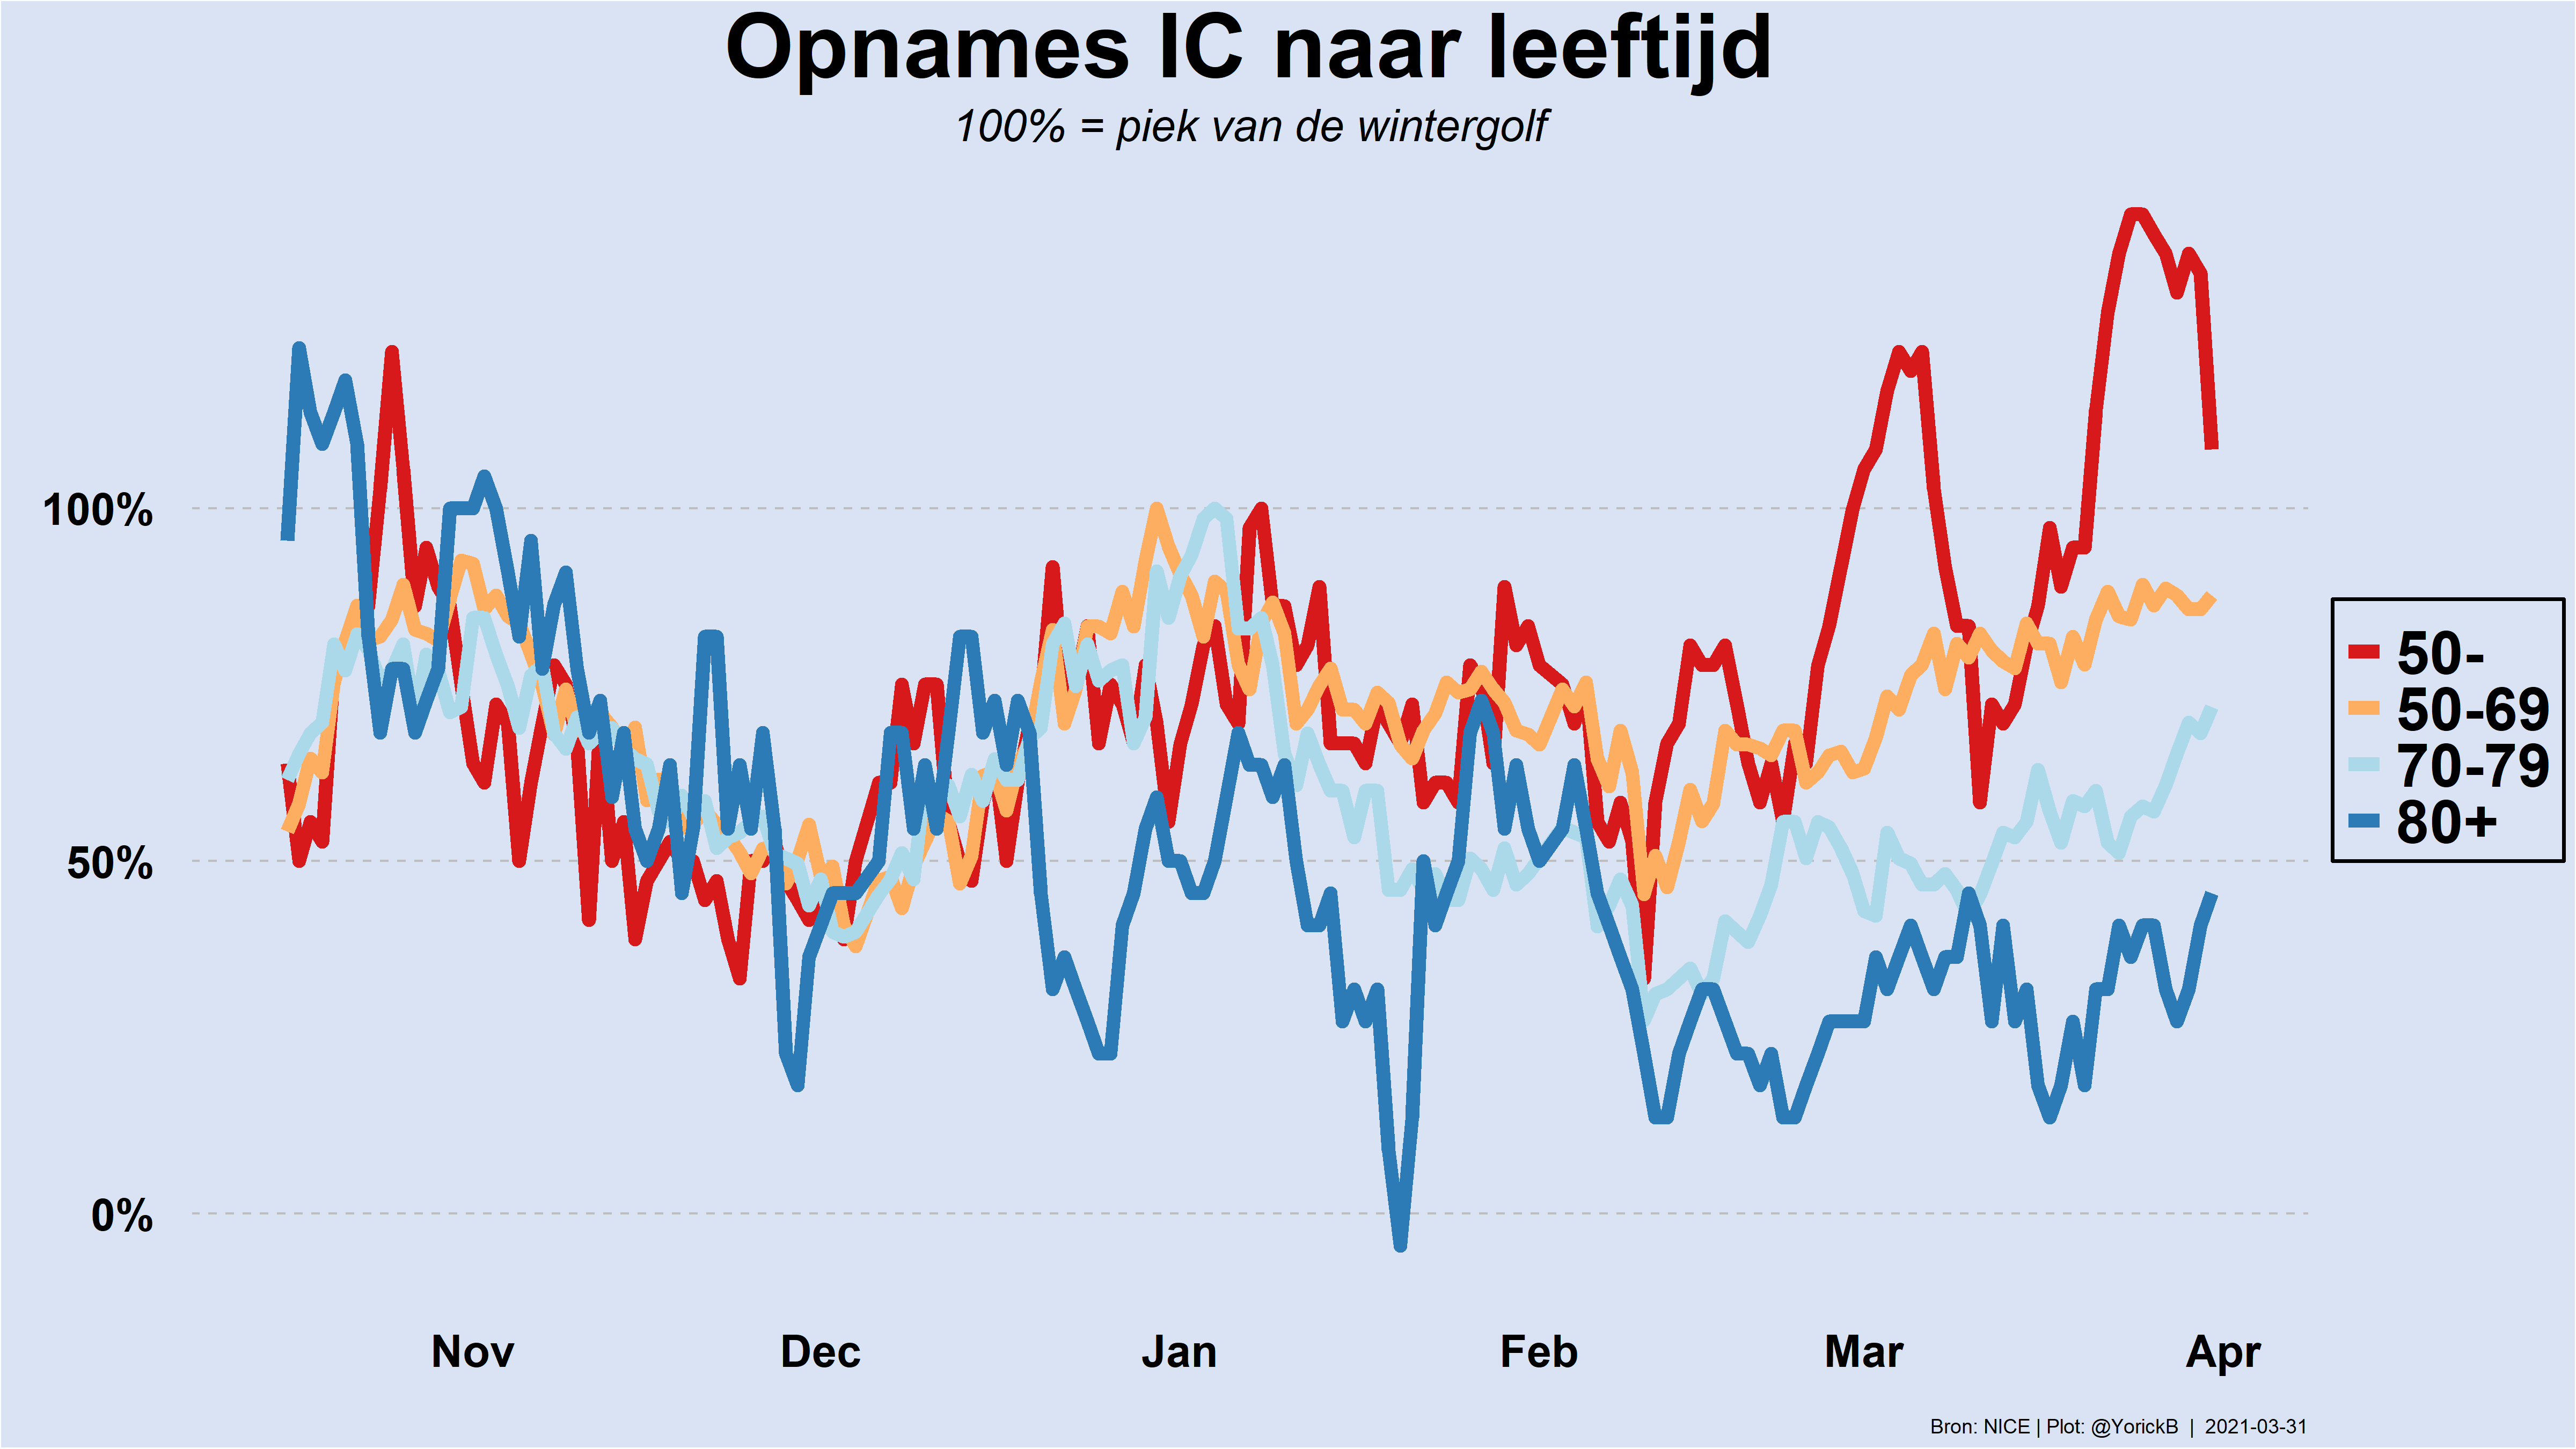 Opnames IC naar leeftijd
100% = piek van de wintergolf
100%
50%
0%
50-
50-69
70-79
80+
Nov Dec Jan Feb Mar Apr
Bron: NICE | Plot: @YorickB | 2021-03-31